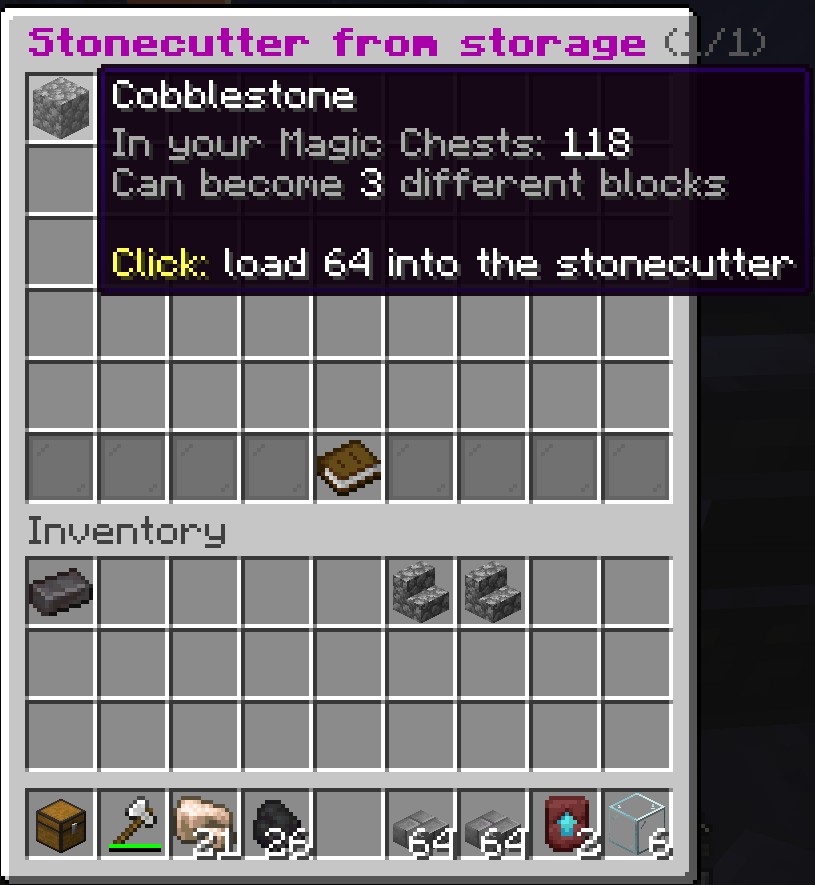 Stonecutter from storage (1/1)
Cobblestone
In your Magic Chests: 118
Can become 3 different blocks
Click: load 64 into the stonecutter
Inventory
21 26 64 64 2 6